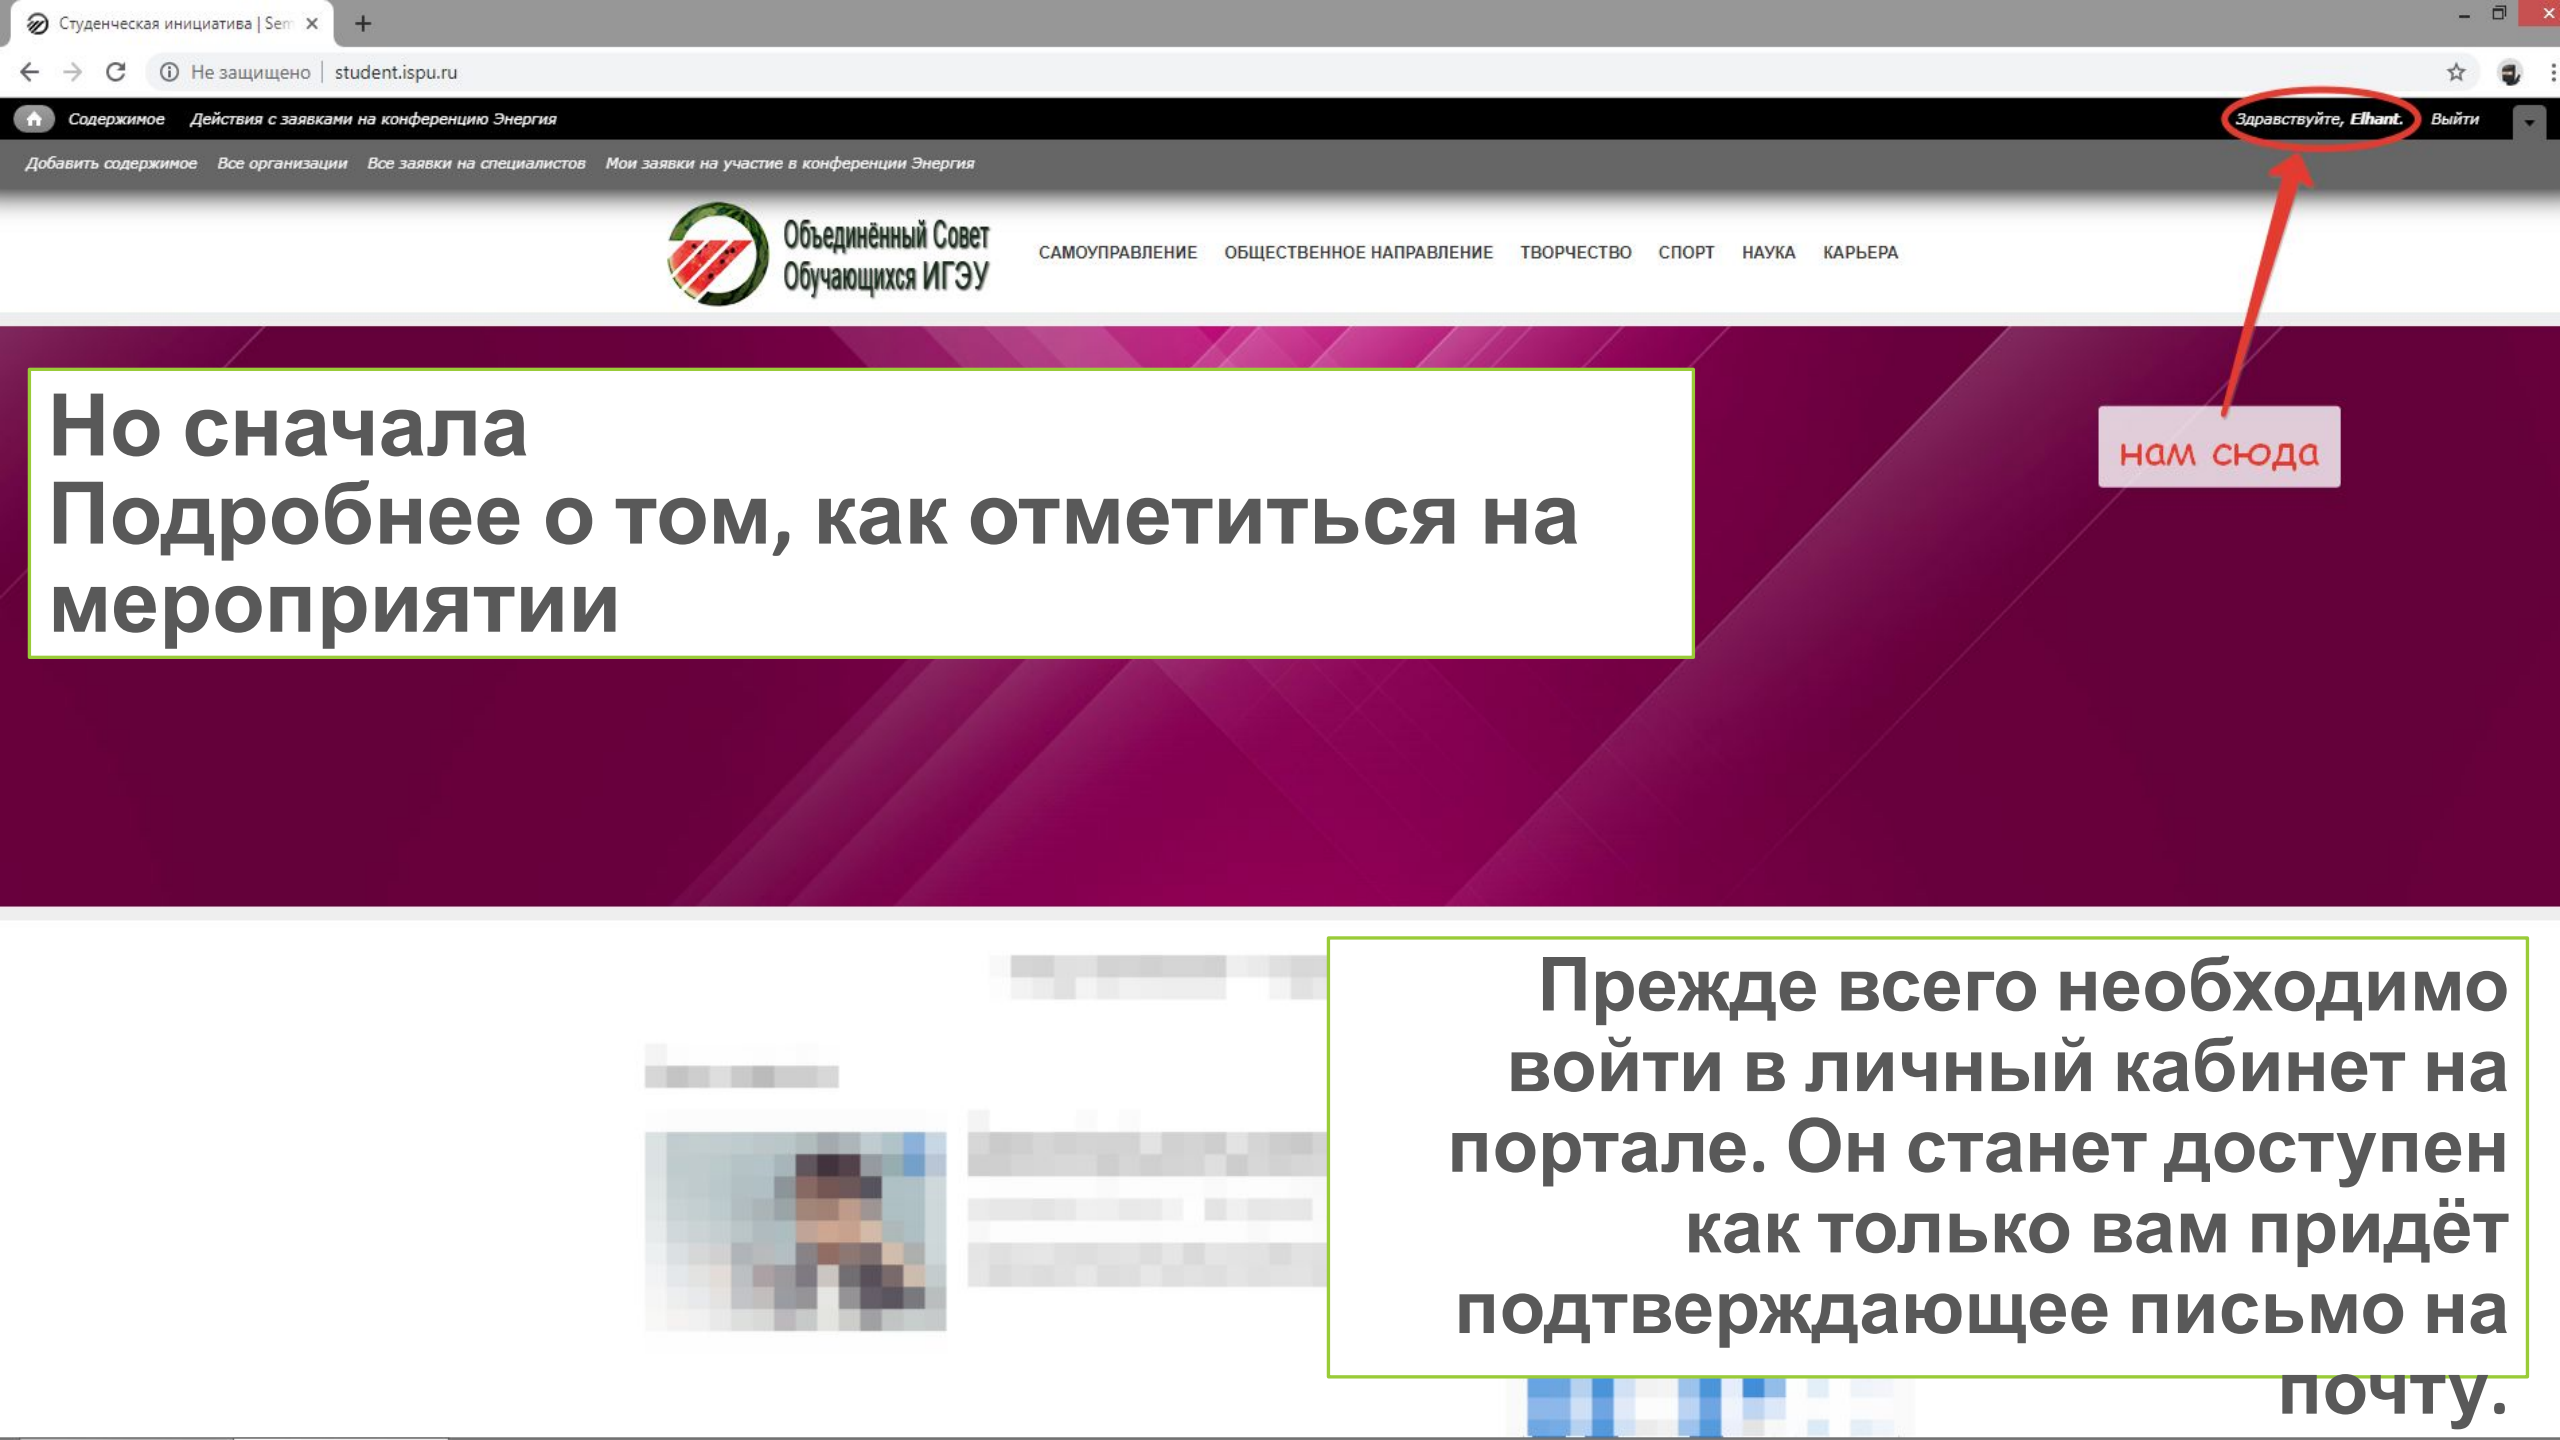 Студенческая инициатива | Sem
Не защищено | student.ispu.ru
Содержимое Действия с заявками на конференцию Энергия
Здравствуйте, Elhant. Выйти
Добавить содержимое Все организации Все заявки на специалистов Мои заявки на участие в конференции Энергия
Объединённый Совет
Обучающихся ИГЭУ
САМОУПРАВЛЕНИЕ ОБЩЕСТВЕННОЕ НАПРАВЛЕНИЕ ТВОРЧЕСТВО СПОРТ НАУКА КАРЬЕРА
Но сначала
Подробнее о том, как отметиться на
мероприятии
нам сюда
Прежде всего необходимо
войти в личный кабинет на
портале. Он станет доступен
как только вам придёт
подтверждающее письмо на
почту.